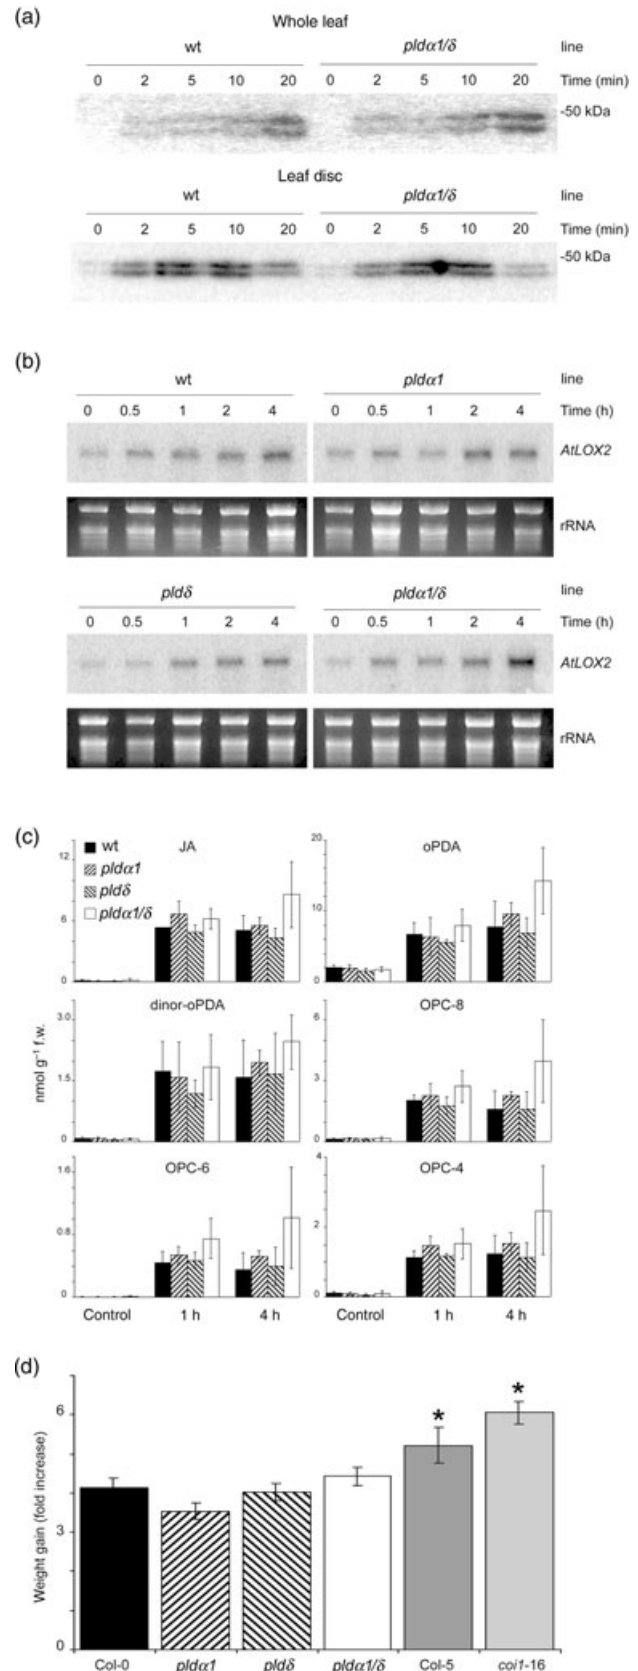 (a)
Whole leaf
wt pldα1/δ line
0 2 5 10 20 0 2 5 10 20 Time (min)
-50 kDa
Leaf disc
wt pldα1/δ line
0 2 5 10 20 0 2 5 10 20 Time (min)
-50 kDa
(b)
wt pldα1 line
0 0.5 1 2 4 0 0.5 1 2 4 Time (h)
AtLOX2
rRNA
pldδ pldα1/δ line
0 0.5 1 2 4 0 0.5 1 2 4 Time (h)
AtLOX2
rRNA
(c)
wt
pldα1
pldδ
pldα1/δ
JA
12
6
0
oPDA
20
10
0
dinor-oPDA
3.0
1.5
0
OPC-8
6
3
0
OPC-6
1.6
0.8
0
OPC-4
4
2
0
nmol g⁻¹ f.w.
Control 1 h 4 h Control 1 h 4 h
(d)
Weight gain (fold increase)
6
3
0
* *
Col-0 pldα1 pldδ pldα1/δ Col-5 coi1-16